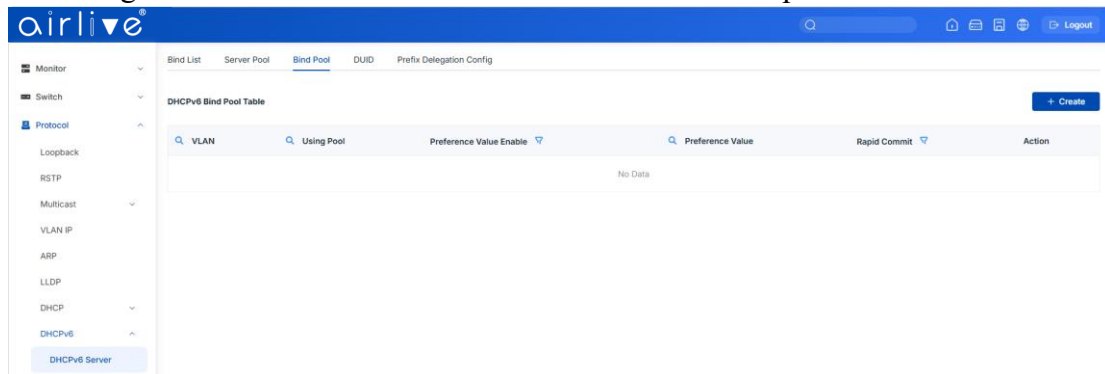 airlive®
Logout
Monitor
Switch
Protocol
Loopback
RSTP
Multicast
VLAN IP
ARP
LLDP
DHCP
DHCPv6
DHCPv6 Server
Bind List Server Pool Bind Pool DUID Prefix Delegation Config
DHCPv6 Bind Pool Table
+ Create
VLAN Using Pool Preference Value Enable Preference Value Rapid Commit Action
No Data